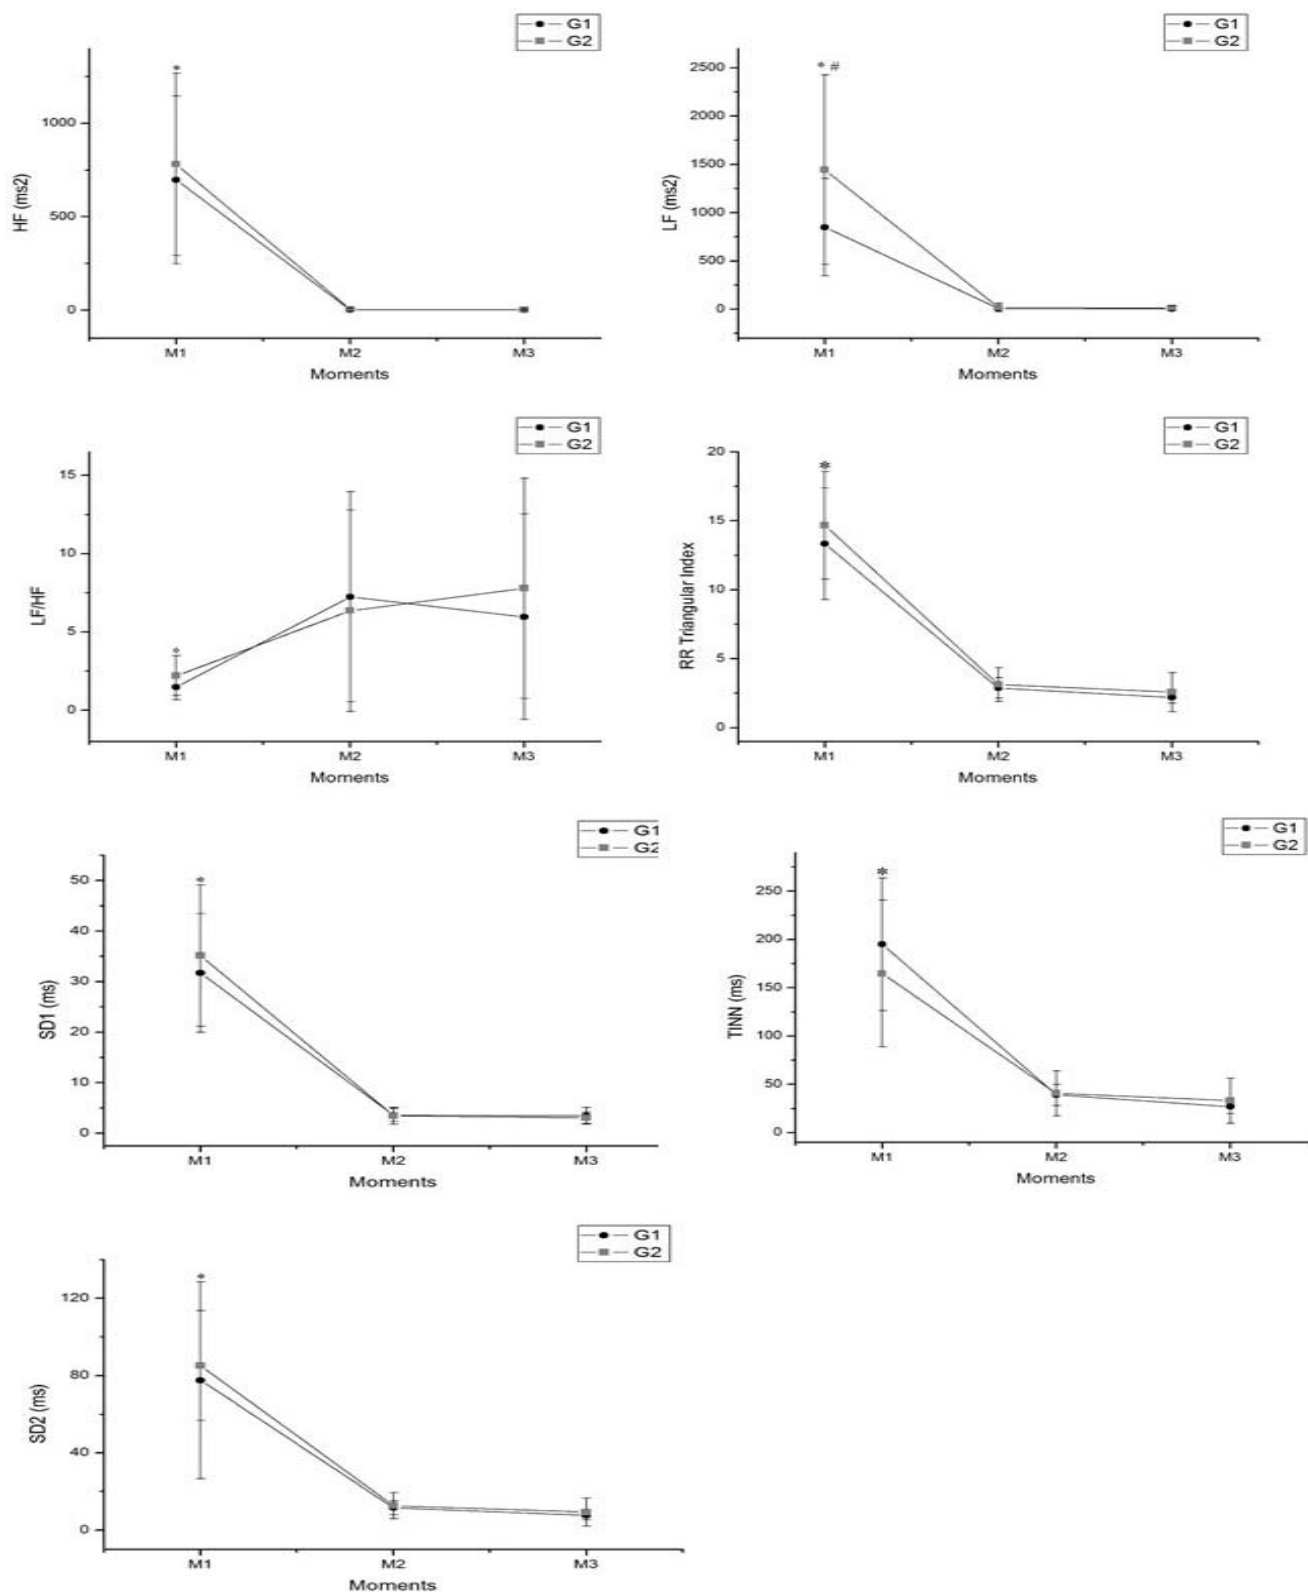 G1
G2
*
1000
500
0
HF (ms2)
M1 M2 M3
Moments
G1
G2
* #
2500
2000
1500
1000
500
0
LF (ms2)
M1 M2 M3
Moments
G1
G2
*
15
10
5
0
LF/HF
M1 M2 M3
Moments
G1
G2
*
20
15
10
5
0
RR Triangular Index
M1 M2 M3
Moments
G1
G2
*
50
40
30
20
10
0
SD1 (ms)
M1 M2 M3
Moments
G1
G2
*
250
200
150
100
50
0
TINN (ms)
M1 M2 M3
Moments
G1
G2
*
120
80
40
0
SD2 (ms)
M1 M2 M3
Moments